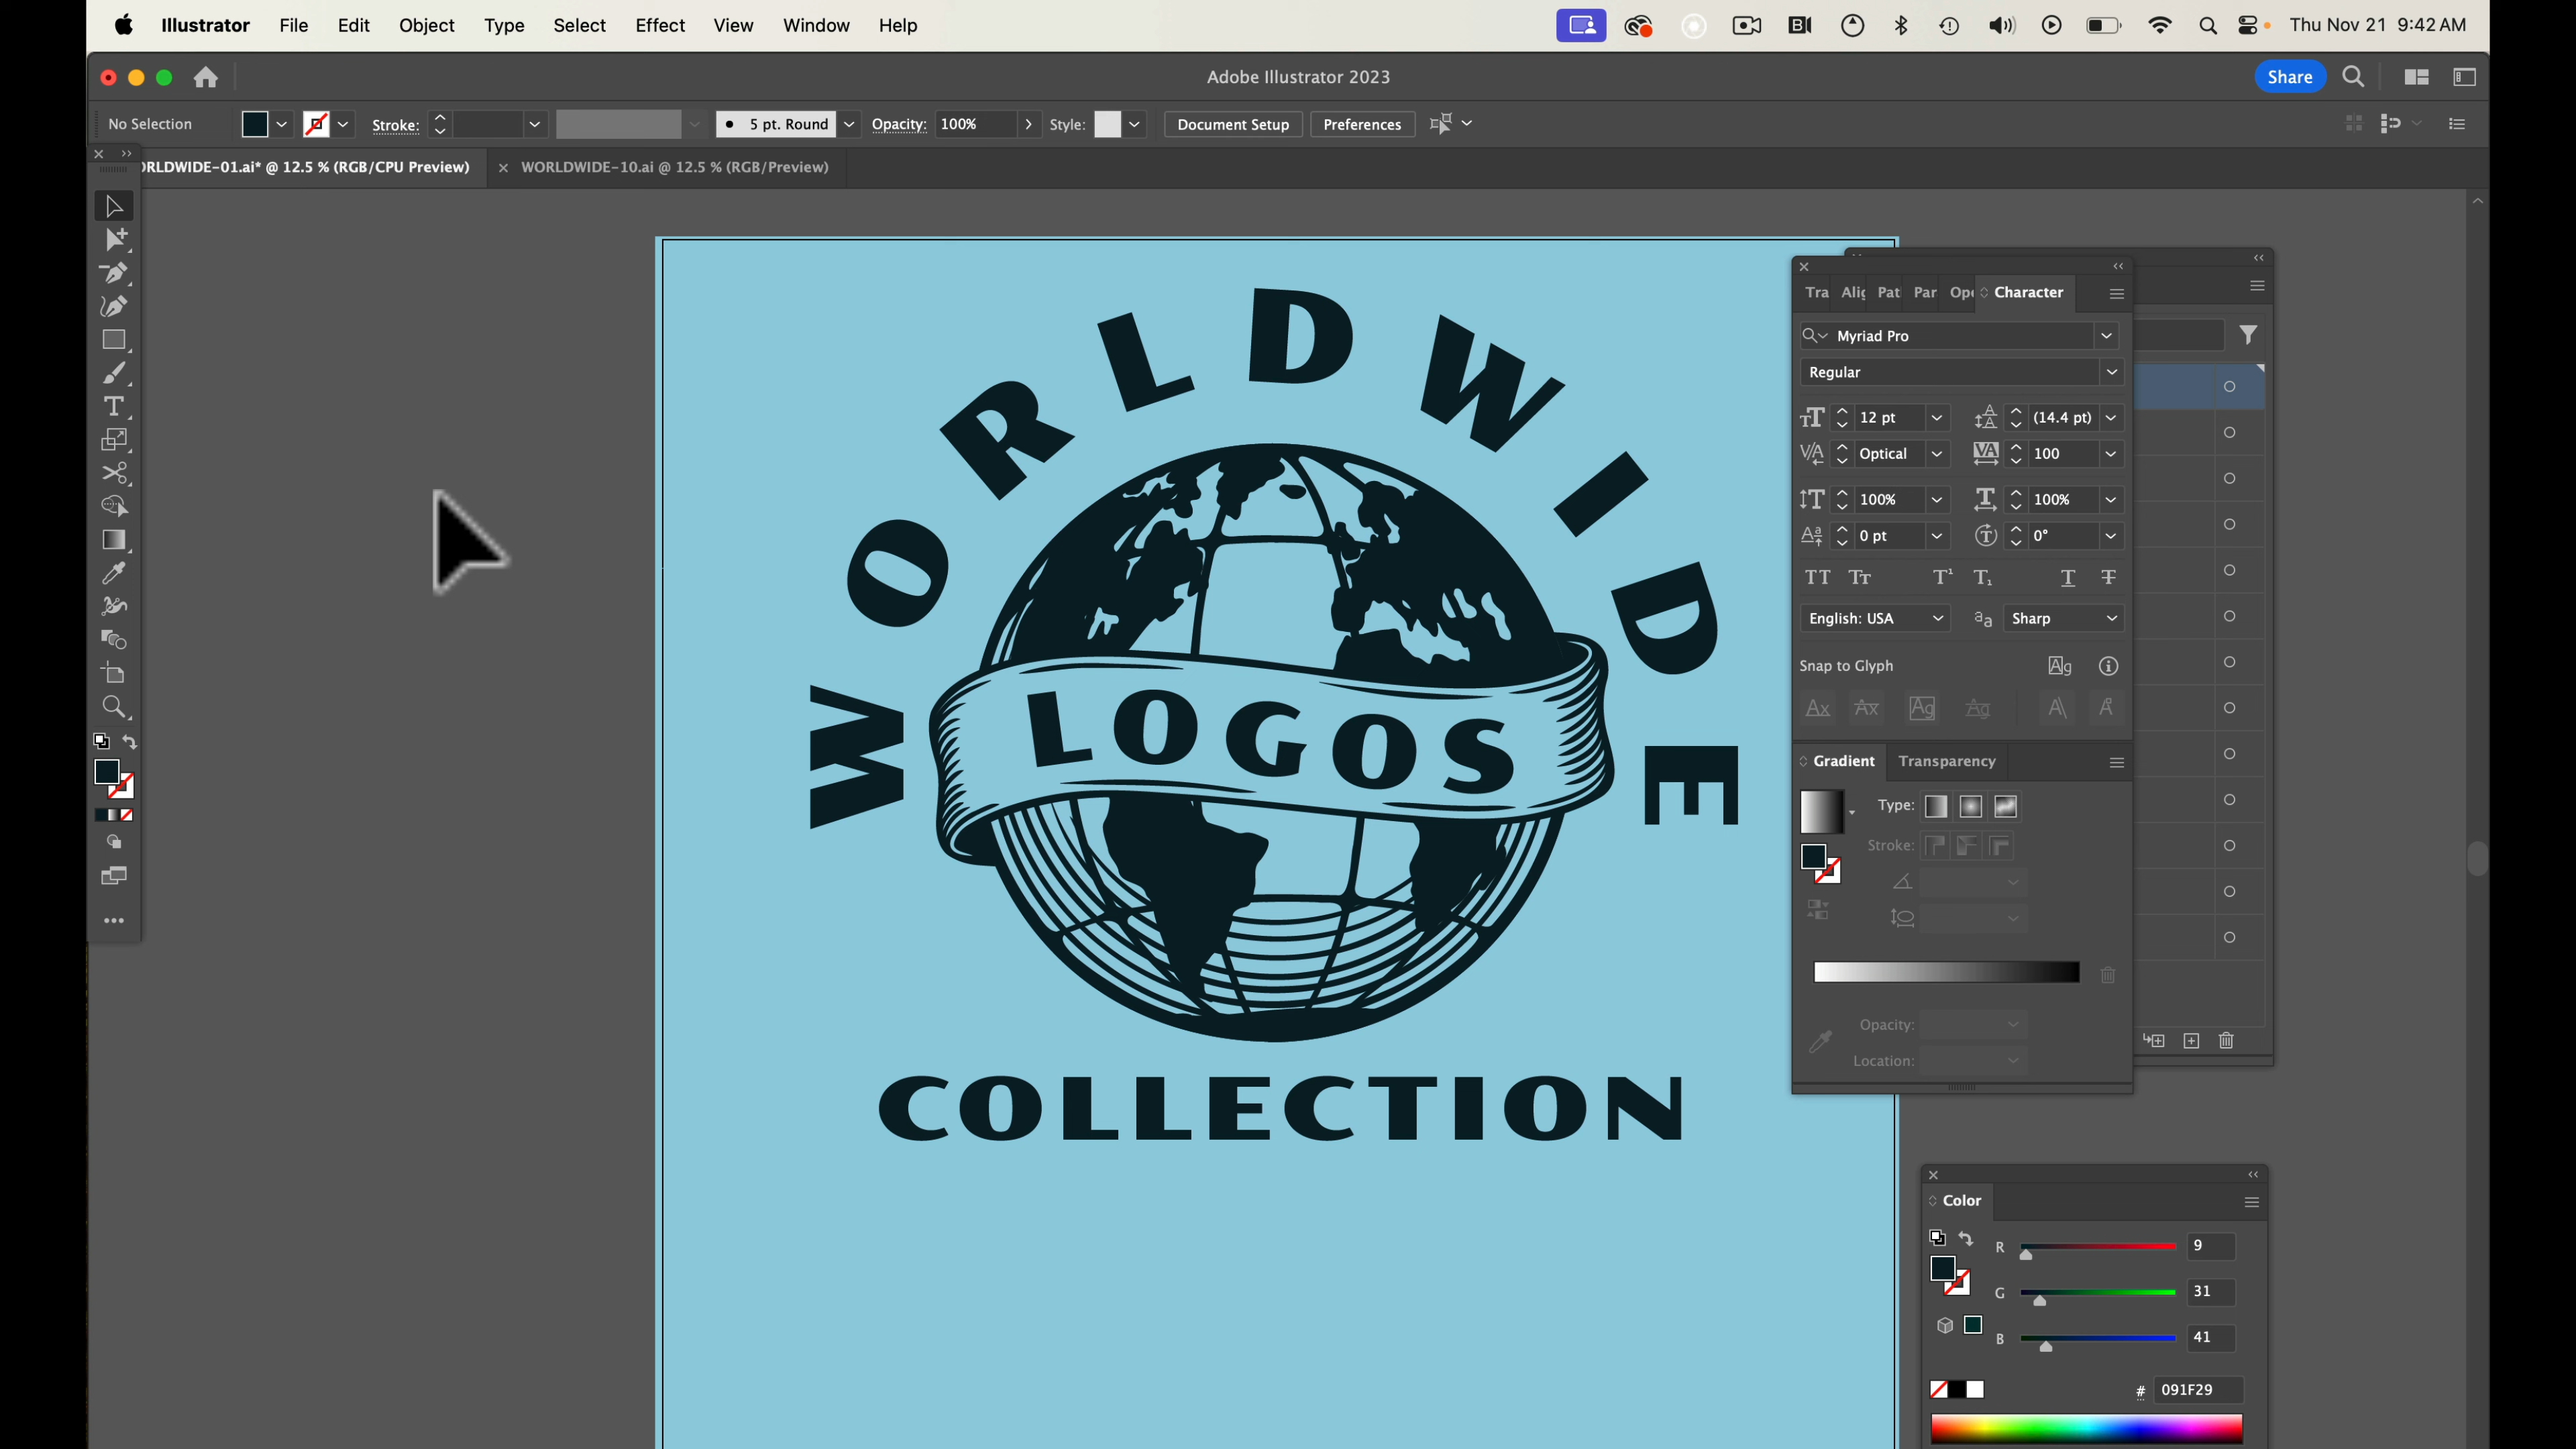 Illustrator File Edit Object Type Select Effect View Window Help Thu Nov 21 9:42 AM
Adobe Illustrator 2023
Share
No Selection Stroke: 5 pt. Round Opacity: 100% Style: Document Setup Preferences
ORLDWIDE-01.ai* @ 12.5 % (RGB/CPU Preview) WORLDWIDE-10.ai @ 12.5 % (RGB/Preview)
WORLDWIDE
LOGOS
COLLECTION
Tra Alig Pat Par Ope Character
Myriad Pro
Regular
12 pt (14.4 pt)
Optical 100
100% 100%
0 pt 0°
English: USA Sharp
Snap to Glyph
Gradient Transparency
Type:
Stroke:
Opacity:
Location:
Color
R 9
G 31
B 41
# 091F29